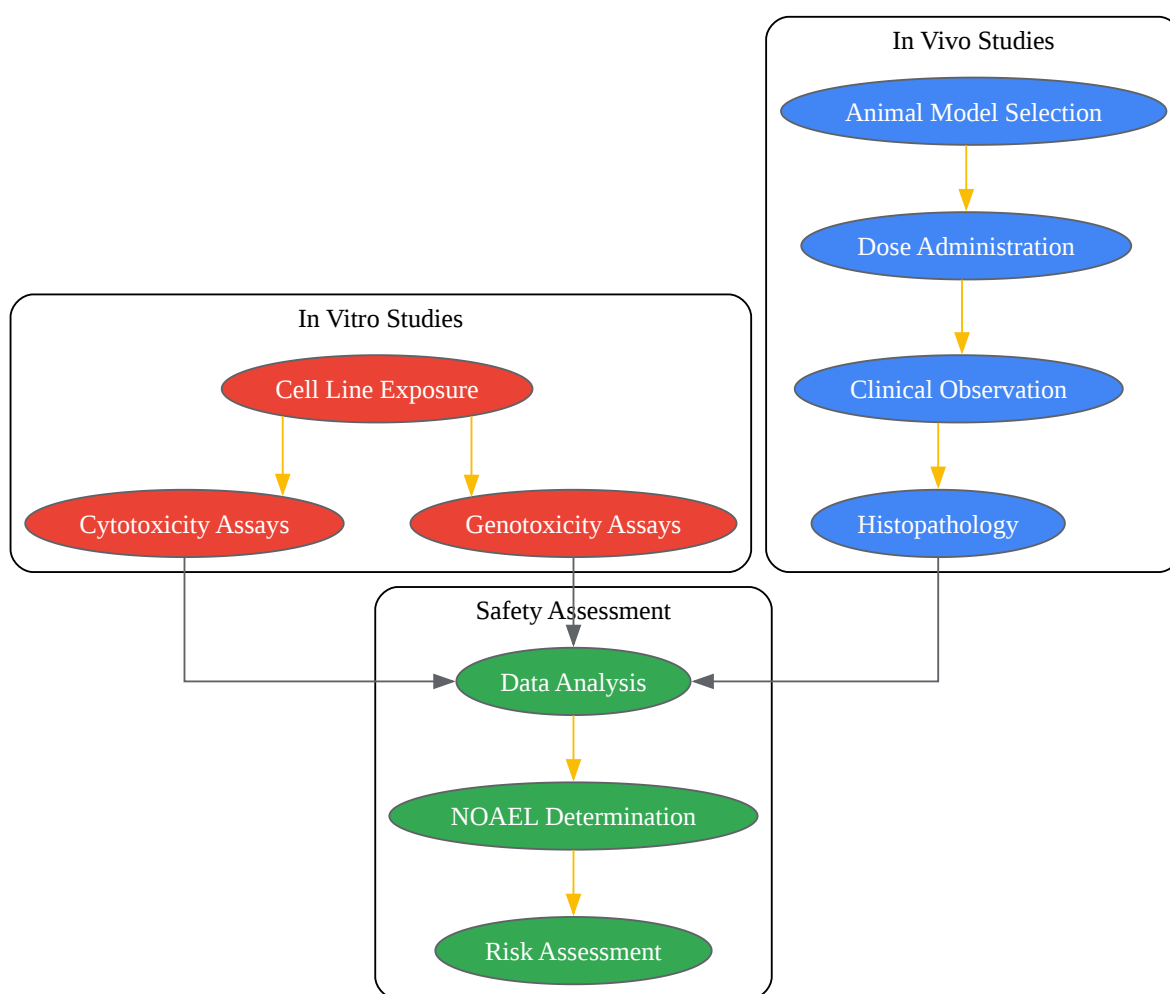 In Vivo Studies
Animal Model Selection
Dose Administration
Clinical Observation
Histopathology
In Vitro Studies
Cell Line Exposure
Cytotoxicity Assays
Genotoxicity Assays
Safety Assessment
Data Analysis
NOAEL Determination
Risk Assessment